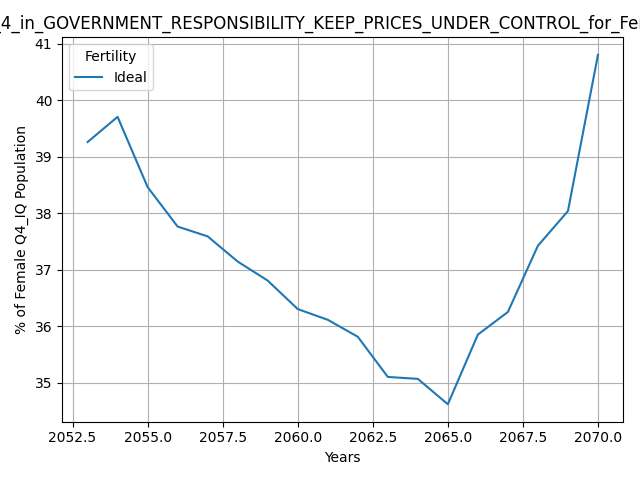 4_in_GOVERNMENT_RESPONSIBILITY_KEEP_PRICES_UNDER_CONTROL_for_Fe
Fertility
Ideal
41
40
39
38
37
36
35
% of Female Q4_IQ Population
2052.5 2055.0 2057.5 2060.0 2062.5 2065.0 2067.5 2070.0
Years